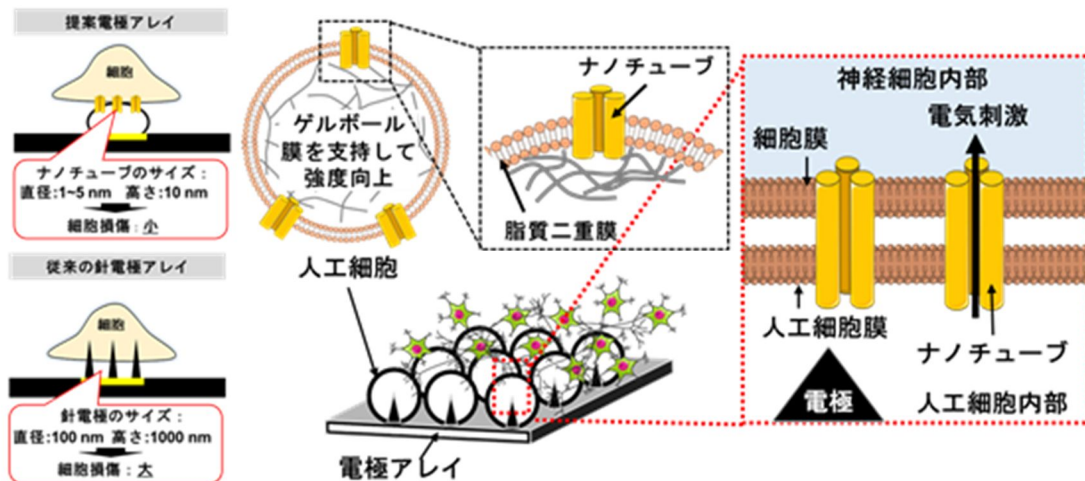 提案電極アレイ
細胞
ナノチューブのサイズ：
直径:1~5 nm 高さ:10 nm
細胞損傷：小
従来の針電極アレイ
細胞
針電極のサイズ：
直径:100 nm 高さ:1000 nm
細胞損傷：大
ゲルボール
膜を支持して
強度向上
人工細胞
ナノチューブ
脂質二重膜
電極アレイ
神経細胞内部
電気刺激
細胞膜
人工細胞膜
ナノチューブ
電極
人工細胞内部